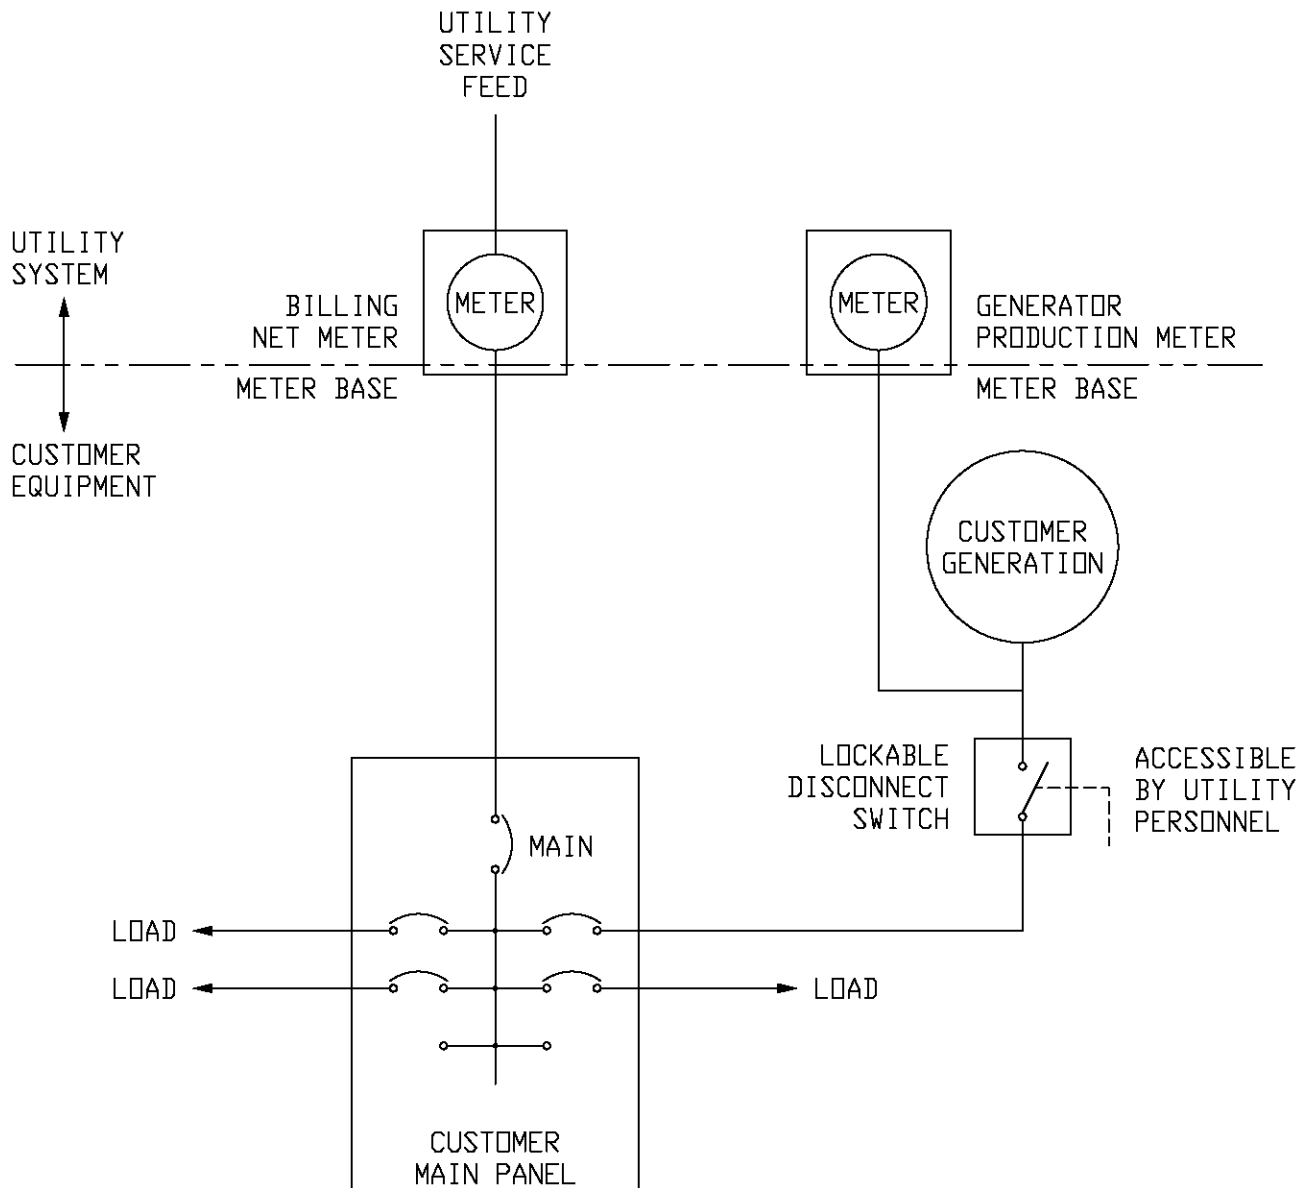 UTILITY
SERVICE
FEED
UTILITY
SYSTEM
BILLING
NET METER
METER
METER
GENERATOR
PRODUCTION METER
METER BASE
METER BASE
CUSTOMER
EQUIPMENT
CUSTOMER
GENERATION
LOCKABLE
DISCONNECT
SWITCH
ACCESSIBLE
BY UTILITY
PERSONNEL
MAIN
LOAD
LOAD
LOAD
CUSTOMER
MAIN PANEL